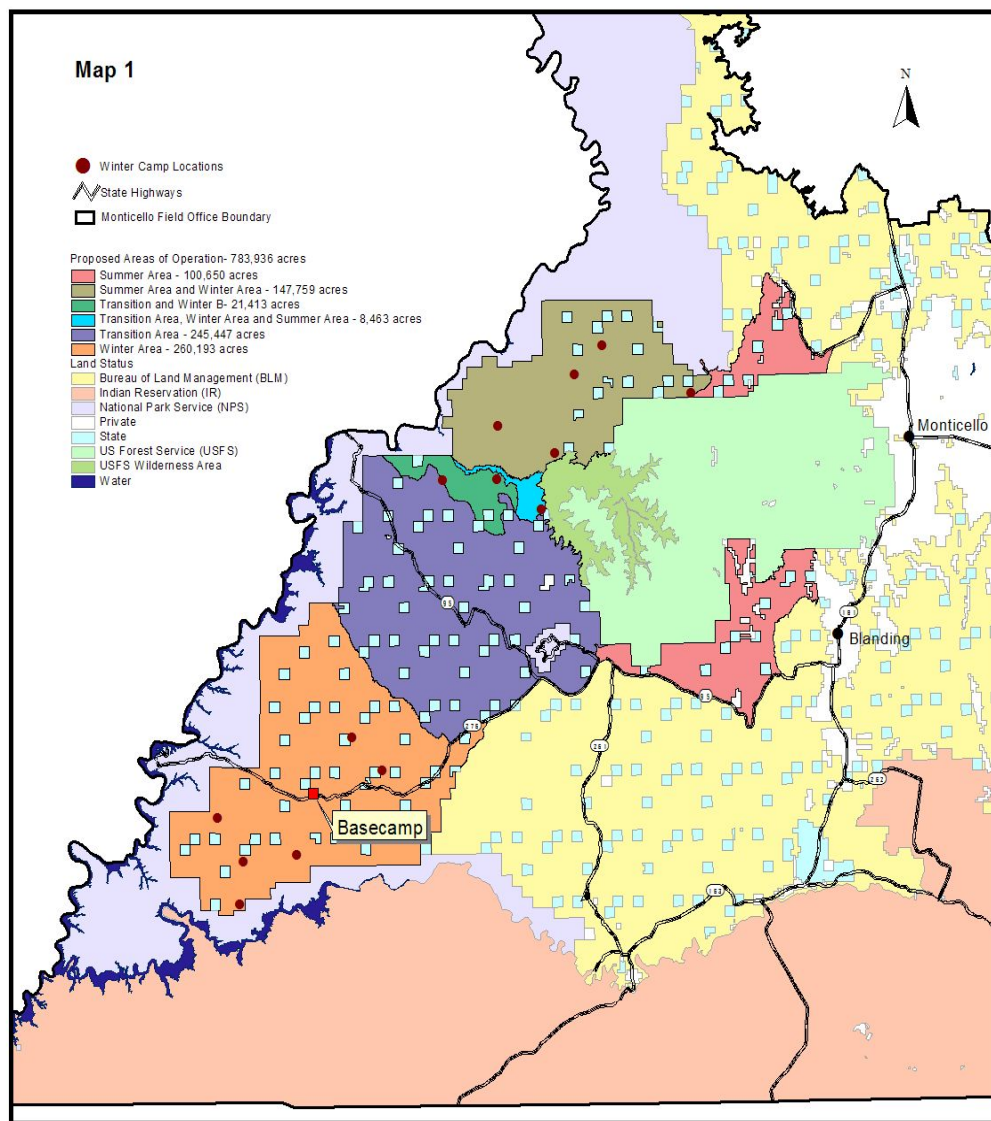 Map 1
N
Winter Camp Locations
State Highways
Monticello Field Office Boundary
Proposed Areas of Operation- 783,936 acres
Summer Area - 100,650 acres
Summer Area and Winter Area - 147,759 acres
Transition and Winter B- 21,413 acres
Transition Area, Winter Area and Summer Area - 8,463 acres
Transition Area - 245,447 acres
Winter Area - 260,193 acres
Land Status
Bureau of Land Management (BLM)
Indian Reservation (IR)
National Park Service (NPS)
Private
State
US Forest Service (USFS)
USFS Wilderness Area
Water
Monticello
95
191
Blanding
95
276
261
262
Basecamp
163